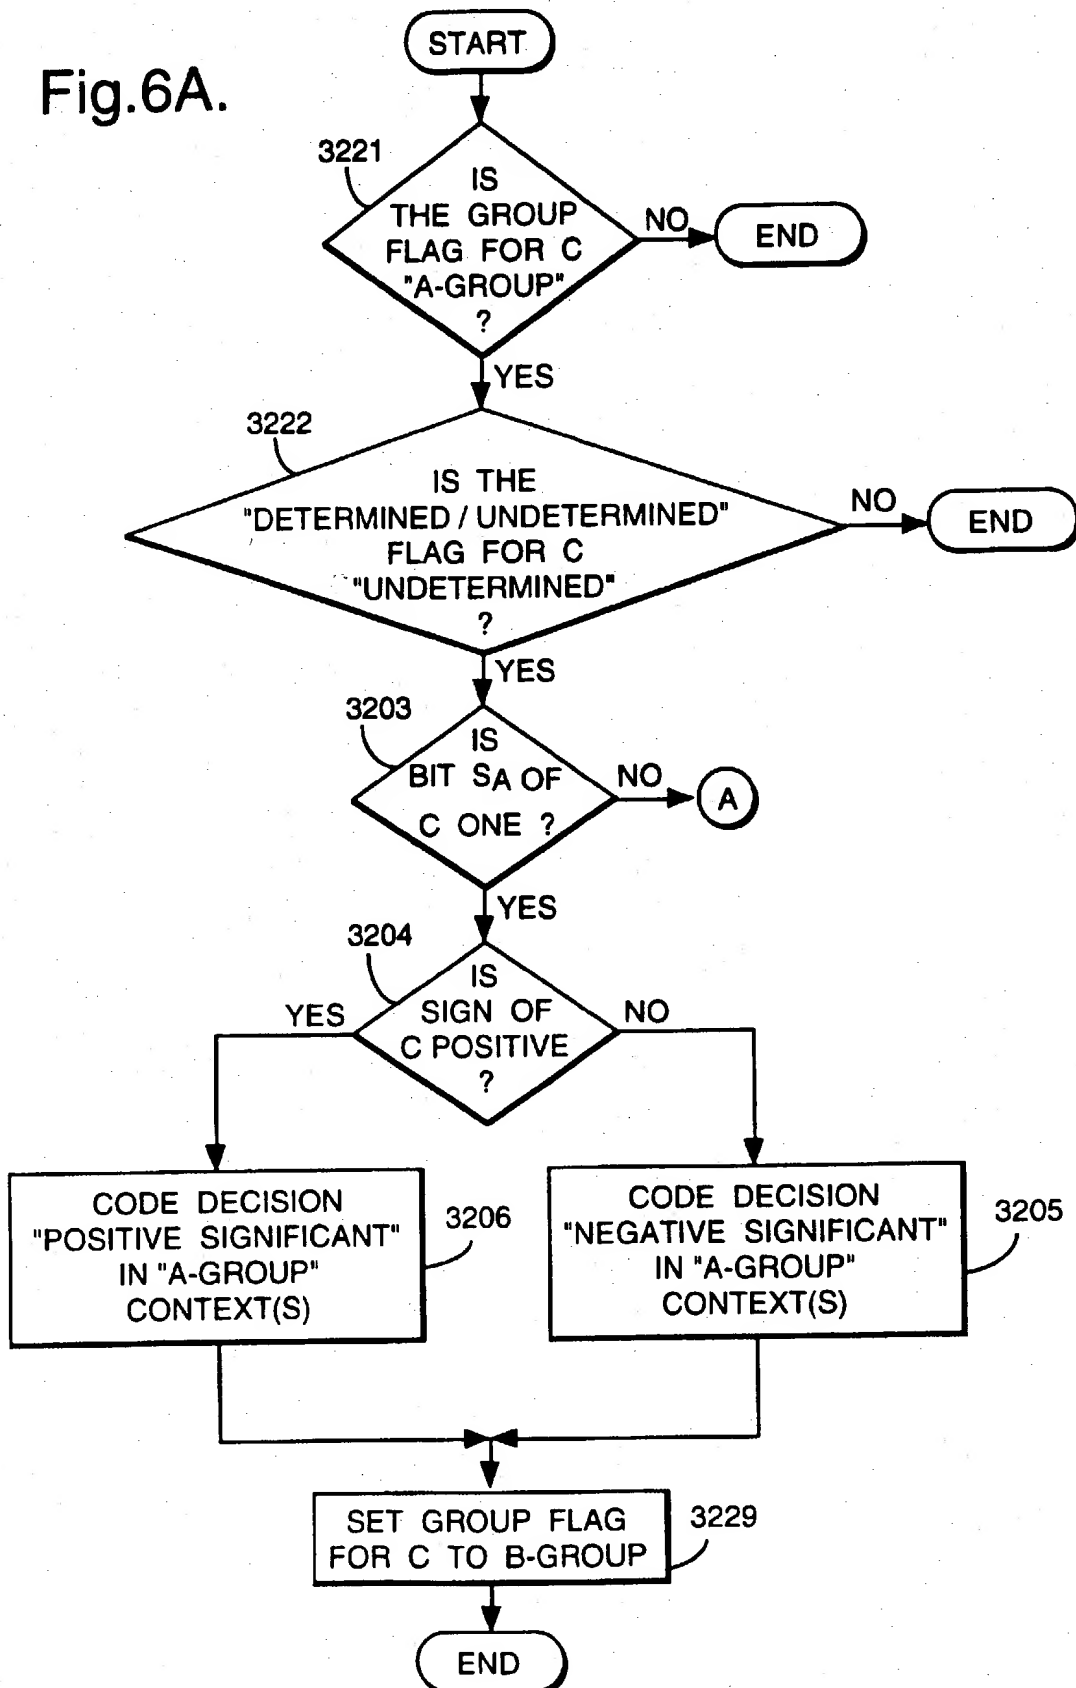 START
Fig.6A.
3221
IS
THE GROUP
FLAG FOR C
"A-GROUP"
?
NO
END
YES
3222
IS THE
"DETERMINED / UNDETERMINED"
FLAG FOR C
"UNDETERMINED"
?
NO
END
YES
3203
IS
BIT SA OF
C ONE ?
NO
A
YES
3204
IS
SIGN OF
C POSITIVE
?
YES
NO
CODE DECISION
"POSITIVE SIGNIFICANT"
IN "A-GROUP"
CONTEXT(S)
3206
CODE DECISION
"NEGATIVE SIGNIFICANT"
IN "A-GROUP"
CONTEXT(S)
3205
SET GROUP FLAG
FOR C TO B-GROUP
3229
END